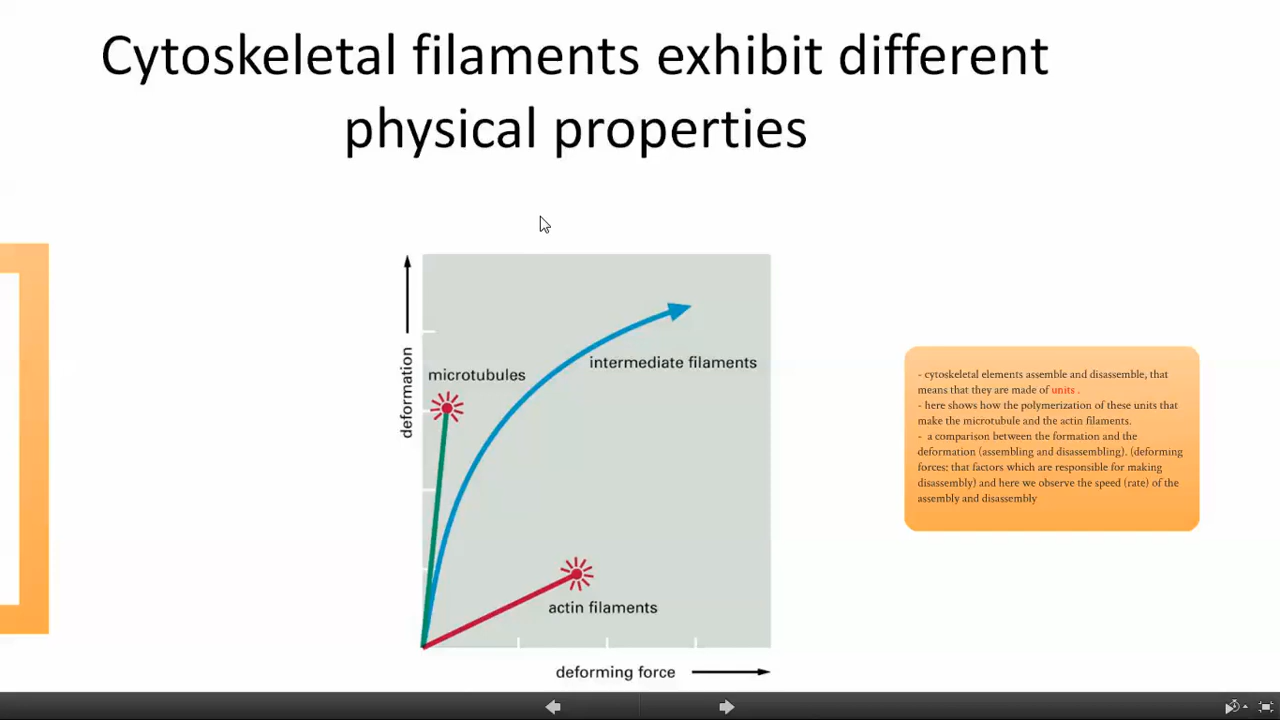 Cytoskeletal filaments exhibit different
physical properties
deformation
microtubules
intermediate filaments
actin filaments
deforming force
- cytoskeletal elements assemble and disassemble, that
means that they are made of units .
- here shows how the polymerization of these units that
make the microtubule and the actin filaments.
- a comparison between the formation and the
deformation (assembling and disassembling). (deforming
forces: that factors which are responsible for making
disassembly) and here we observe the speed (rate) of the
assembly and disassembly